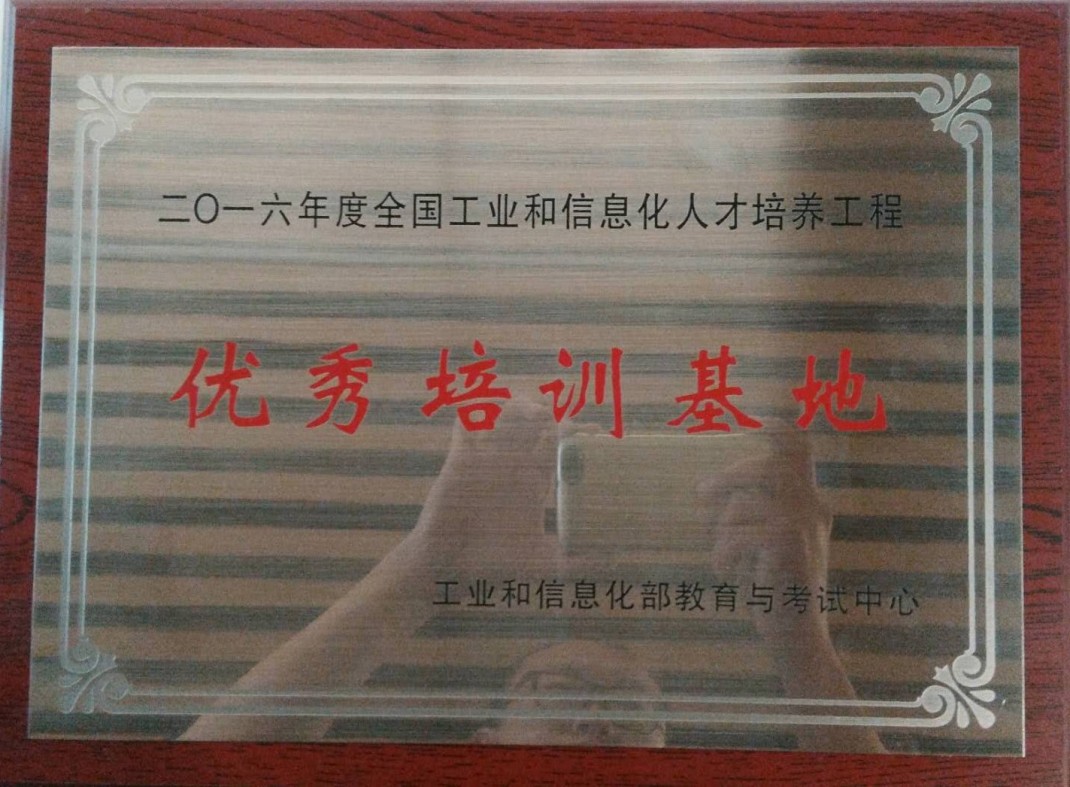 二〇一六年度全国工业和信息化人才培养工程
优秀培训基地
工业和信息化部教育与考试中心